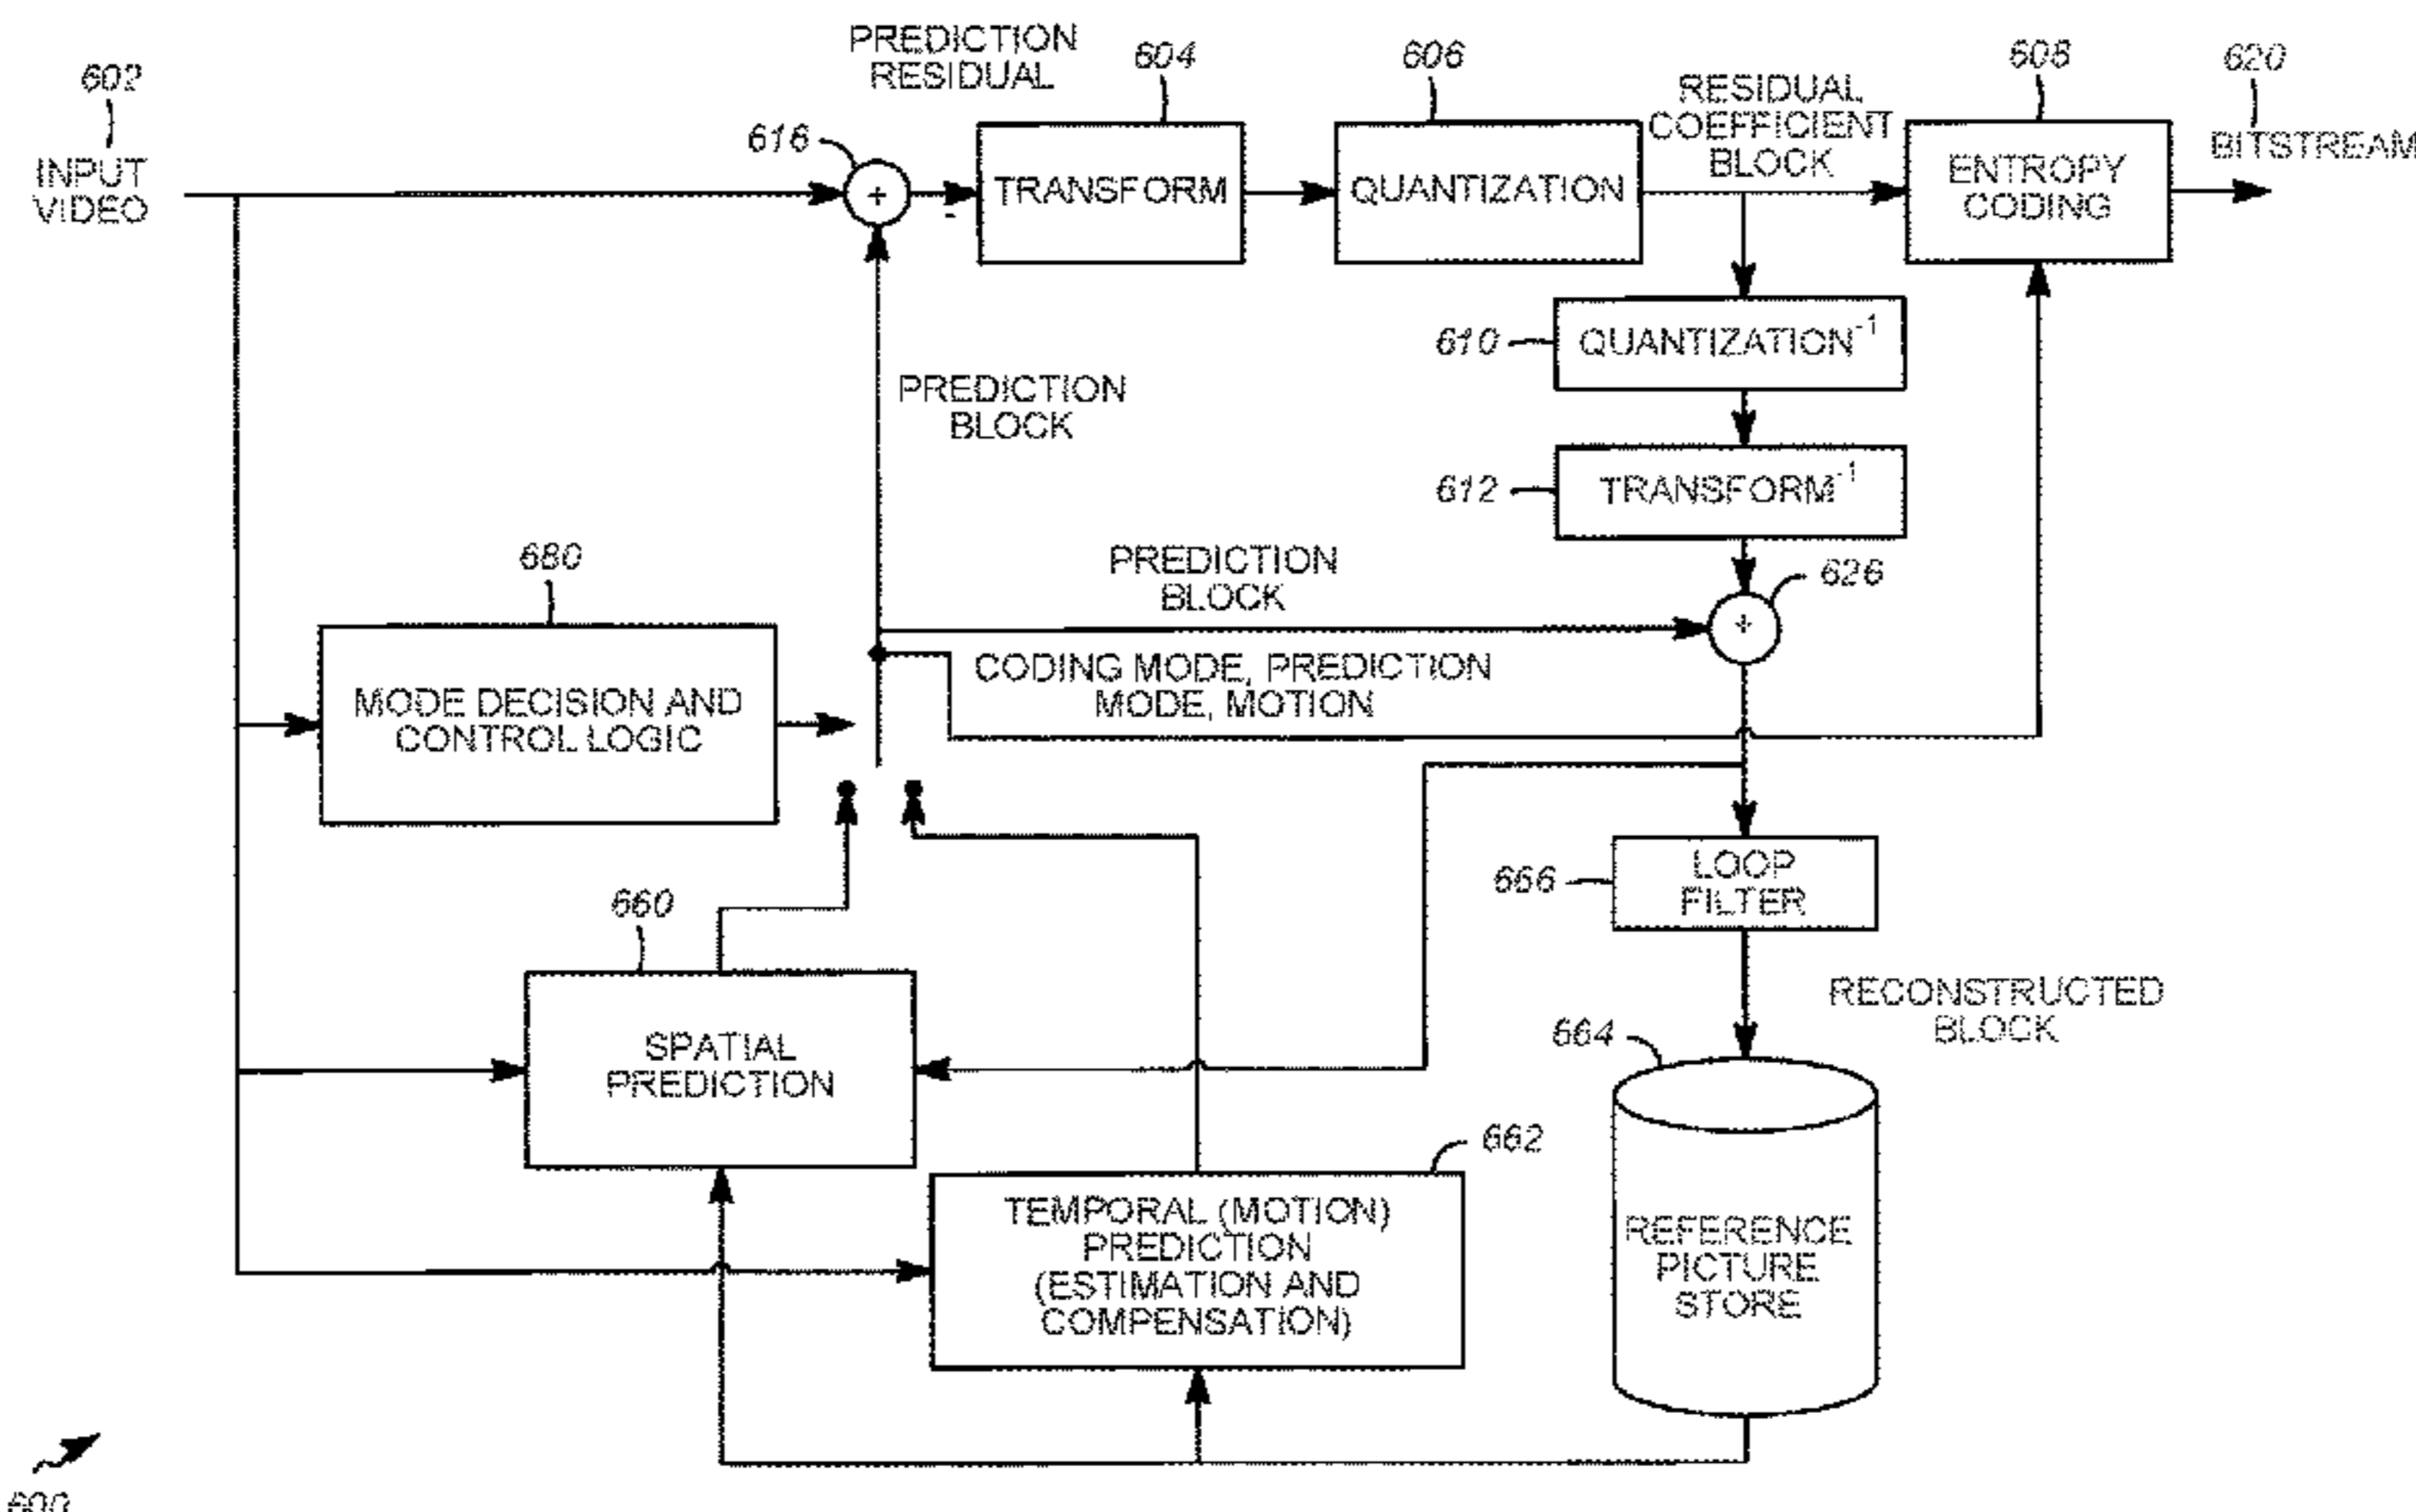 602
INPUT
VIDEO
PREDICTION
RESIDUAL
616
604
TRANSFORM
606
QUANTIZATION
RESIDUAL
COEFFICIENT
BLOCK
608
ENTROPY
CODING
620
BITSTREAM
610
QUANTIZATION-1
PREDICTION
BLOCK
612
TRANSFORM-1
680
MODE DECISION AND
CONTROL LOGIC
PREDICTION
BLOCK
626
CODING MODE, PREDICTION
MODE, MOTION
666
LOOP
FILTER
660
SPATIAL
PREDICTION
RECONSTRUCTED
BLOCK
664
REFERENCE
PICTURE
STORE
662
TEMPORAL (MOTION)
PREDICTION
(ESTIMATION AND
COMPENSATION)
600